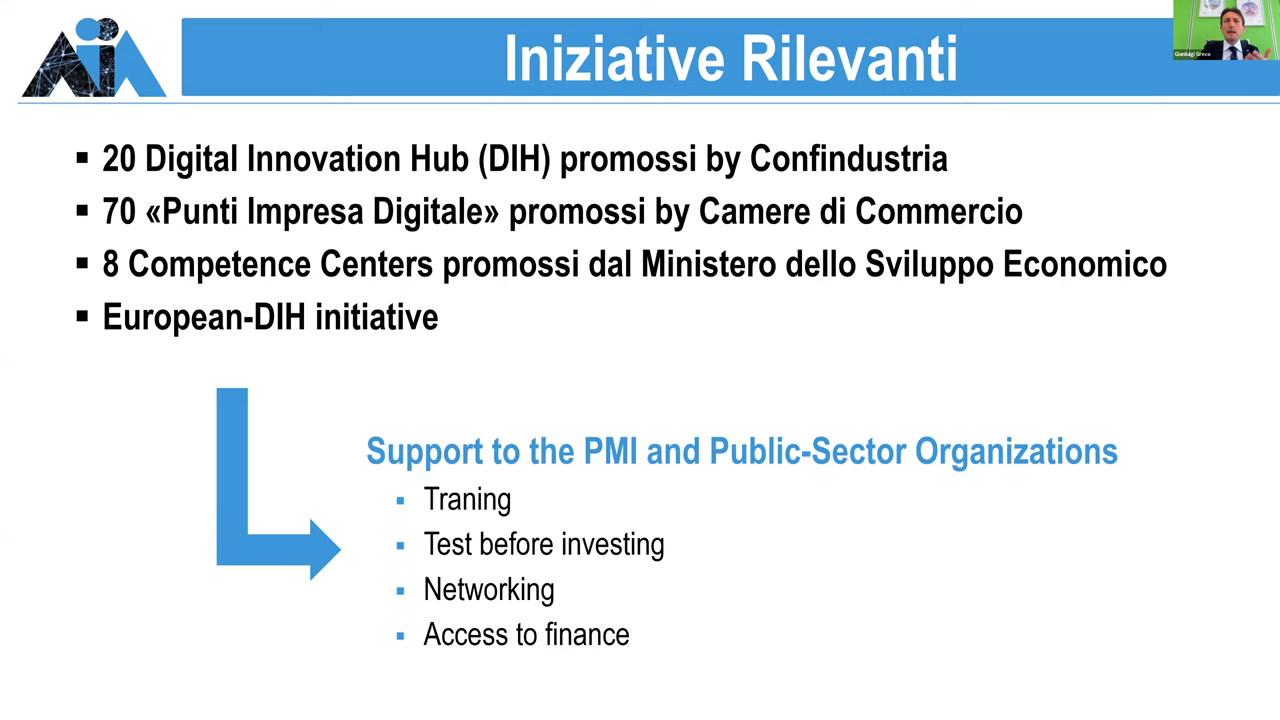 Iniziative Rilevanti
Gianluigi Greco
20 Digital Innovation Hub (DIH) promossi by Confindustria
70 «Punti Impresa Digitale» promossi by Camere di Commercio
8 Competence Centers promossi dal Ministero dello Sviluppo Economico
European-DIH initiative
Support to the PMI and Public-Sector Organizations
Traning
Test before investing
Networking
Access to finance